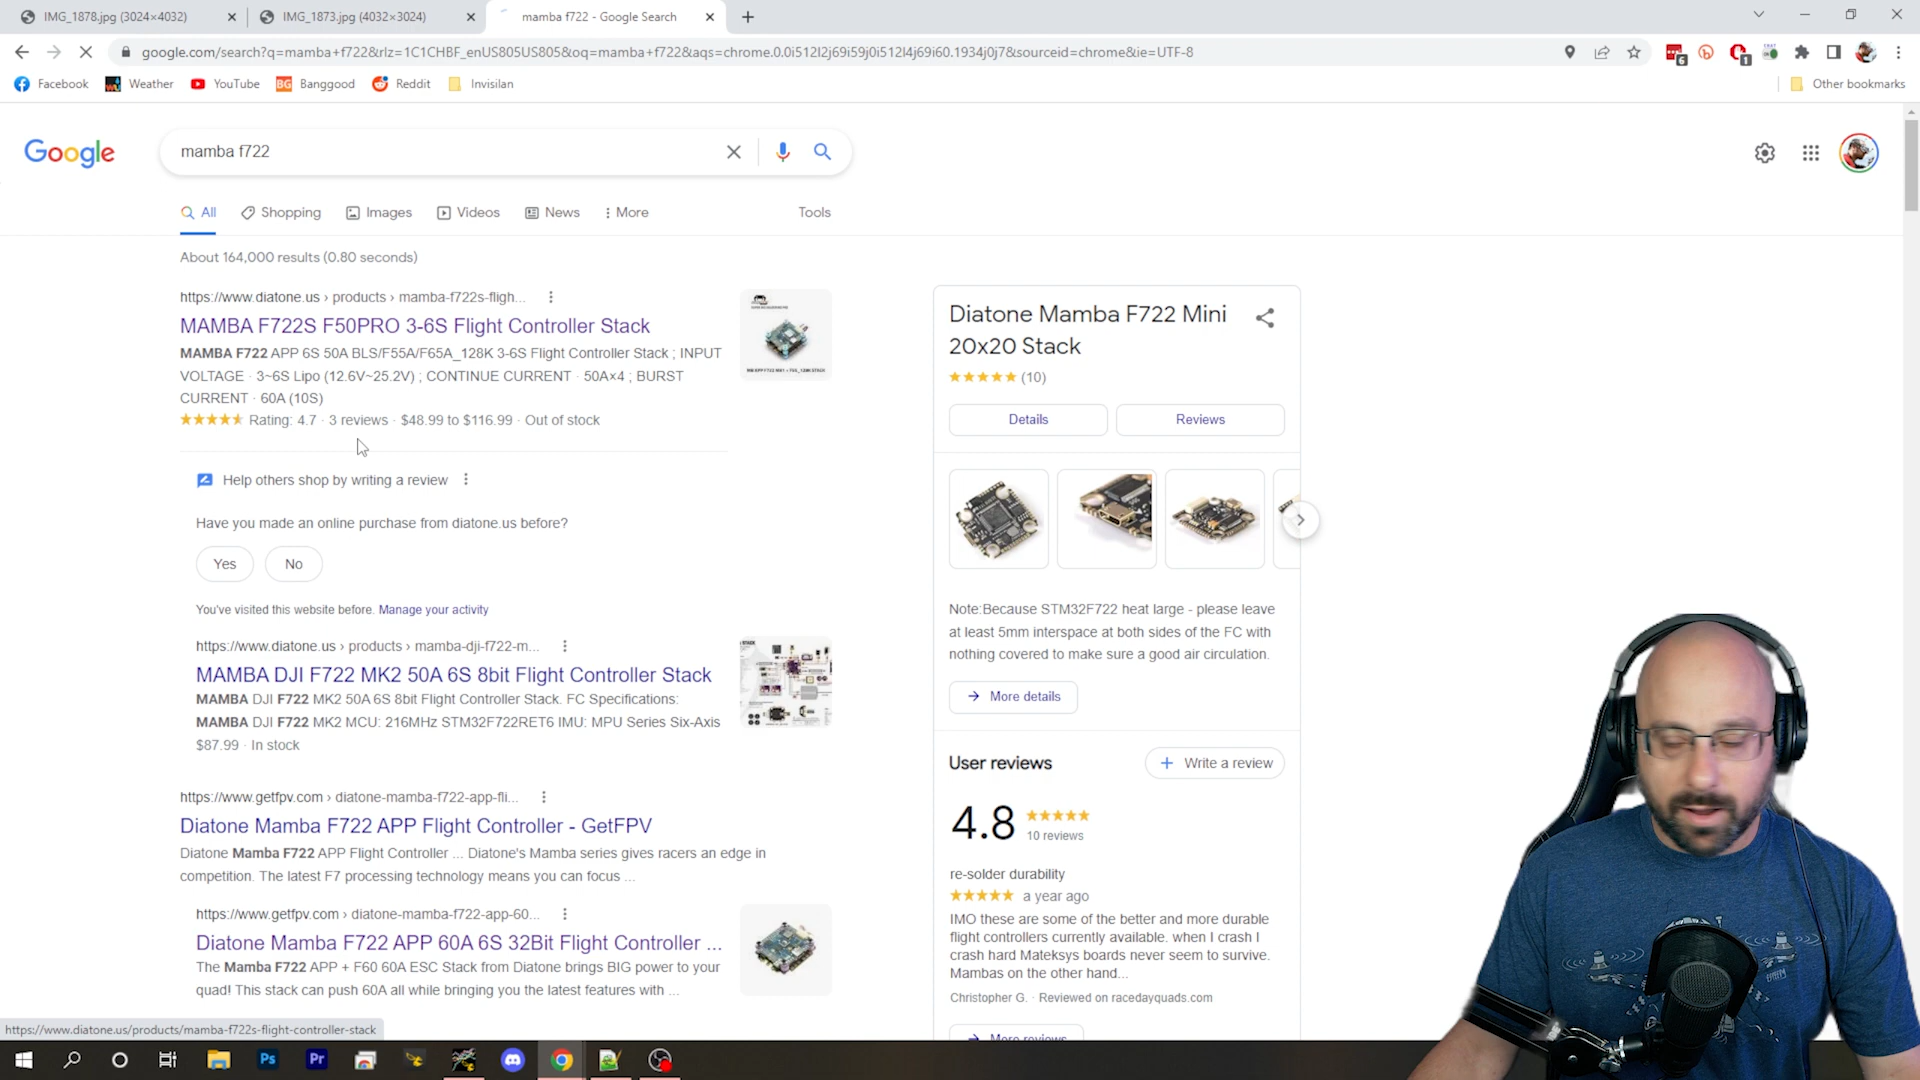 IMG_1878.jpg (3024×4032)
IMG_1873.jpg (4032×3024)
mamba f722 - Google Search
google.com/search?q=mamba+f722&rlz=1C1CHBF_enUS805US805&oq=mamba+f722&aqs=chrome.0.0i512l2j69i59j0i512l4j69i60.1934j0j7&sourceid=chrome&ie=UTF-8
6
1
Facebook
Weather
YouTube
BG
Banggood
Reddit
Invisilan
Other bookmarks
Google
mamba f722
All
Shopping
Images
Videos
News
More
Tools
About 164,000 results (0.80 seconds)
https://www.diatone.us › products › mamba-f722s-fligh...
MAMBA F722S F50PRO 3-6S Flight Controller Stack
MAMBA F722 APP 6S 50A BLS/F55A/F65A_128K 3-6S Flight Controller Stack ; INPUT
VOLTAGE · 3~6S Lipo (12.6V~25.2V) ; CONTINUE CURRENT · 50A×4 ; BURST
CURRENT · 60A (10S)
Rating: 4.7 · 3 reviews · $48.99 to $116.99 · Out of stock
Help others shop by writing a review
Have you made an online purchase from diatone.us before?
Yes
No
You've visited this website before. Manage your activity
https://www.diatone.us › products › mamba-dji-f722-m...
MAMBA DJI F722 MK2 50A 6S 8bit Flight Controller Stack
MAMBA DJI F722 MK2 50A 6S 8bit Flight Controller Stack. FC Specifications:
MAMBA DJI F722 MK2 MCU: 216MHz STM32F722RET6 IMU: MPU Series Six-Axis
$87.99 · In stock
https://www.getfpv.com › diatone-mamba-f722-app-fli...
Diatone Mamba F722 APP Flight Controller - GetFPV
Diatone Mamba F722 APP Flight Controller ... Diatone's Mamba series gives racers an edge in
competition. The latest F7 processing technology means you can focus ...
https://www.getfpv.com › diatone-mamba-f722-app-60...
Diatone Mamba F722 APP 60A 6S 32Bit Flight Controller ...
The Mamba F722 APP + F60 60A ESC Stack from Diatone brings BIG power to your
quad! This stack can push 60A all while bringing you the latest features with ...
Diatone Mamba F722 Mini
20x20 Stack
(10)
Details
Reviews
Note:Because STM32F722 heat large - please leave
at least 5mm interspace at both sides of the FC with
nothing covered to make sure a good air circulation.
More details
User reviews
Write a review
4.8
10 reviews
re-solder durability
a year ago
IMO these are some of the better and more durable
flight controllers currently available. when I crash I
crash hard Mateksys boards never seem to survive.
Mambas on the other hand...
Christopher G. · Reviewed on racedayquads.com
More reviews
https://www.diatone.us/products/mamba-f722s-flight-controller-stack
Ps
Pr